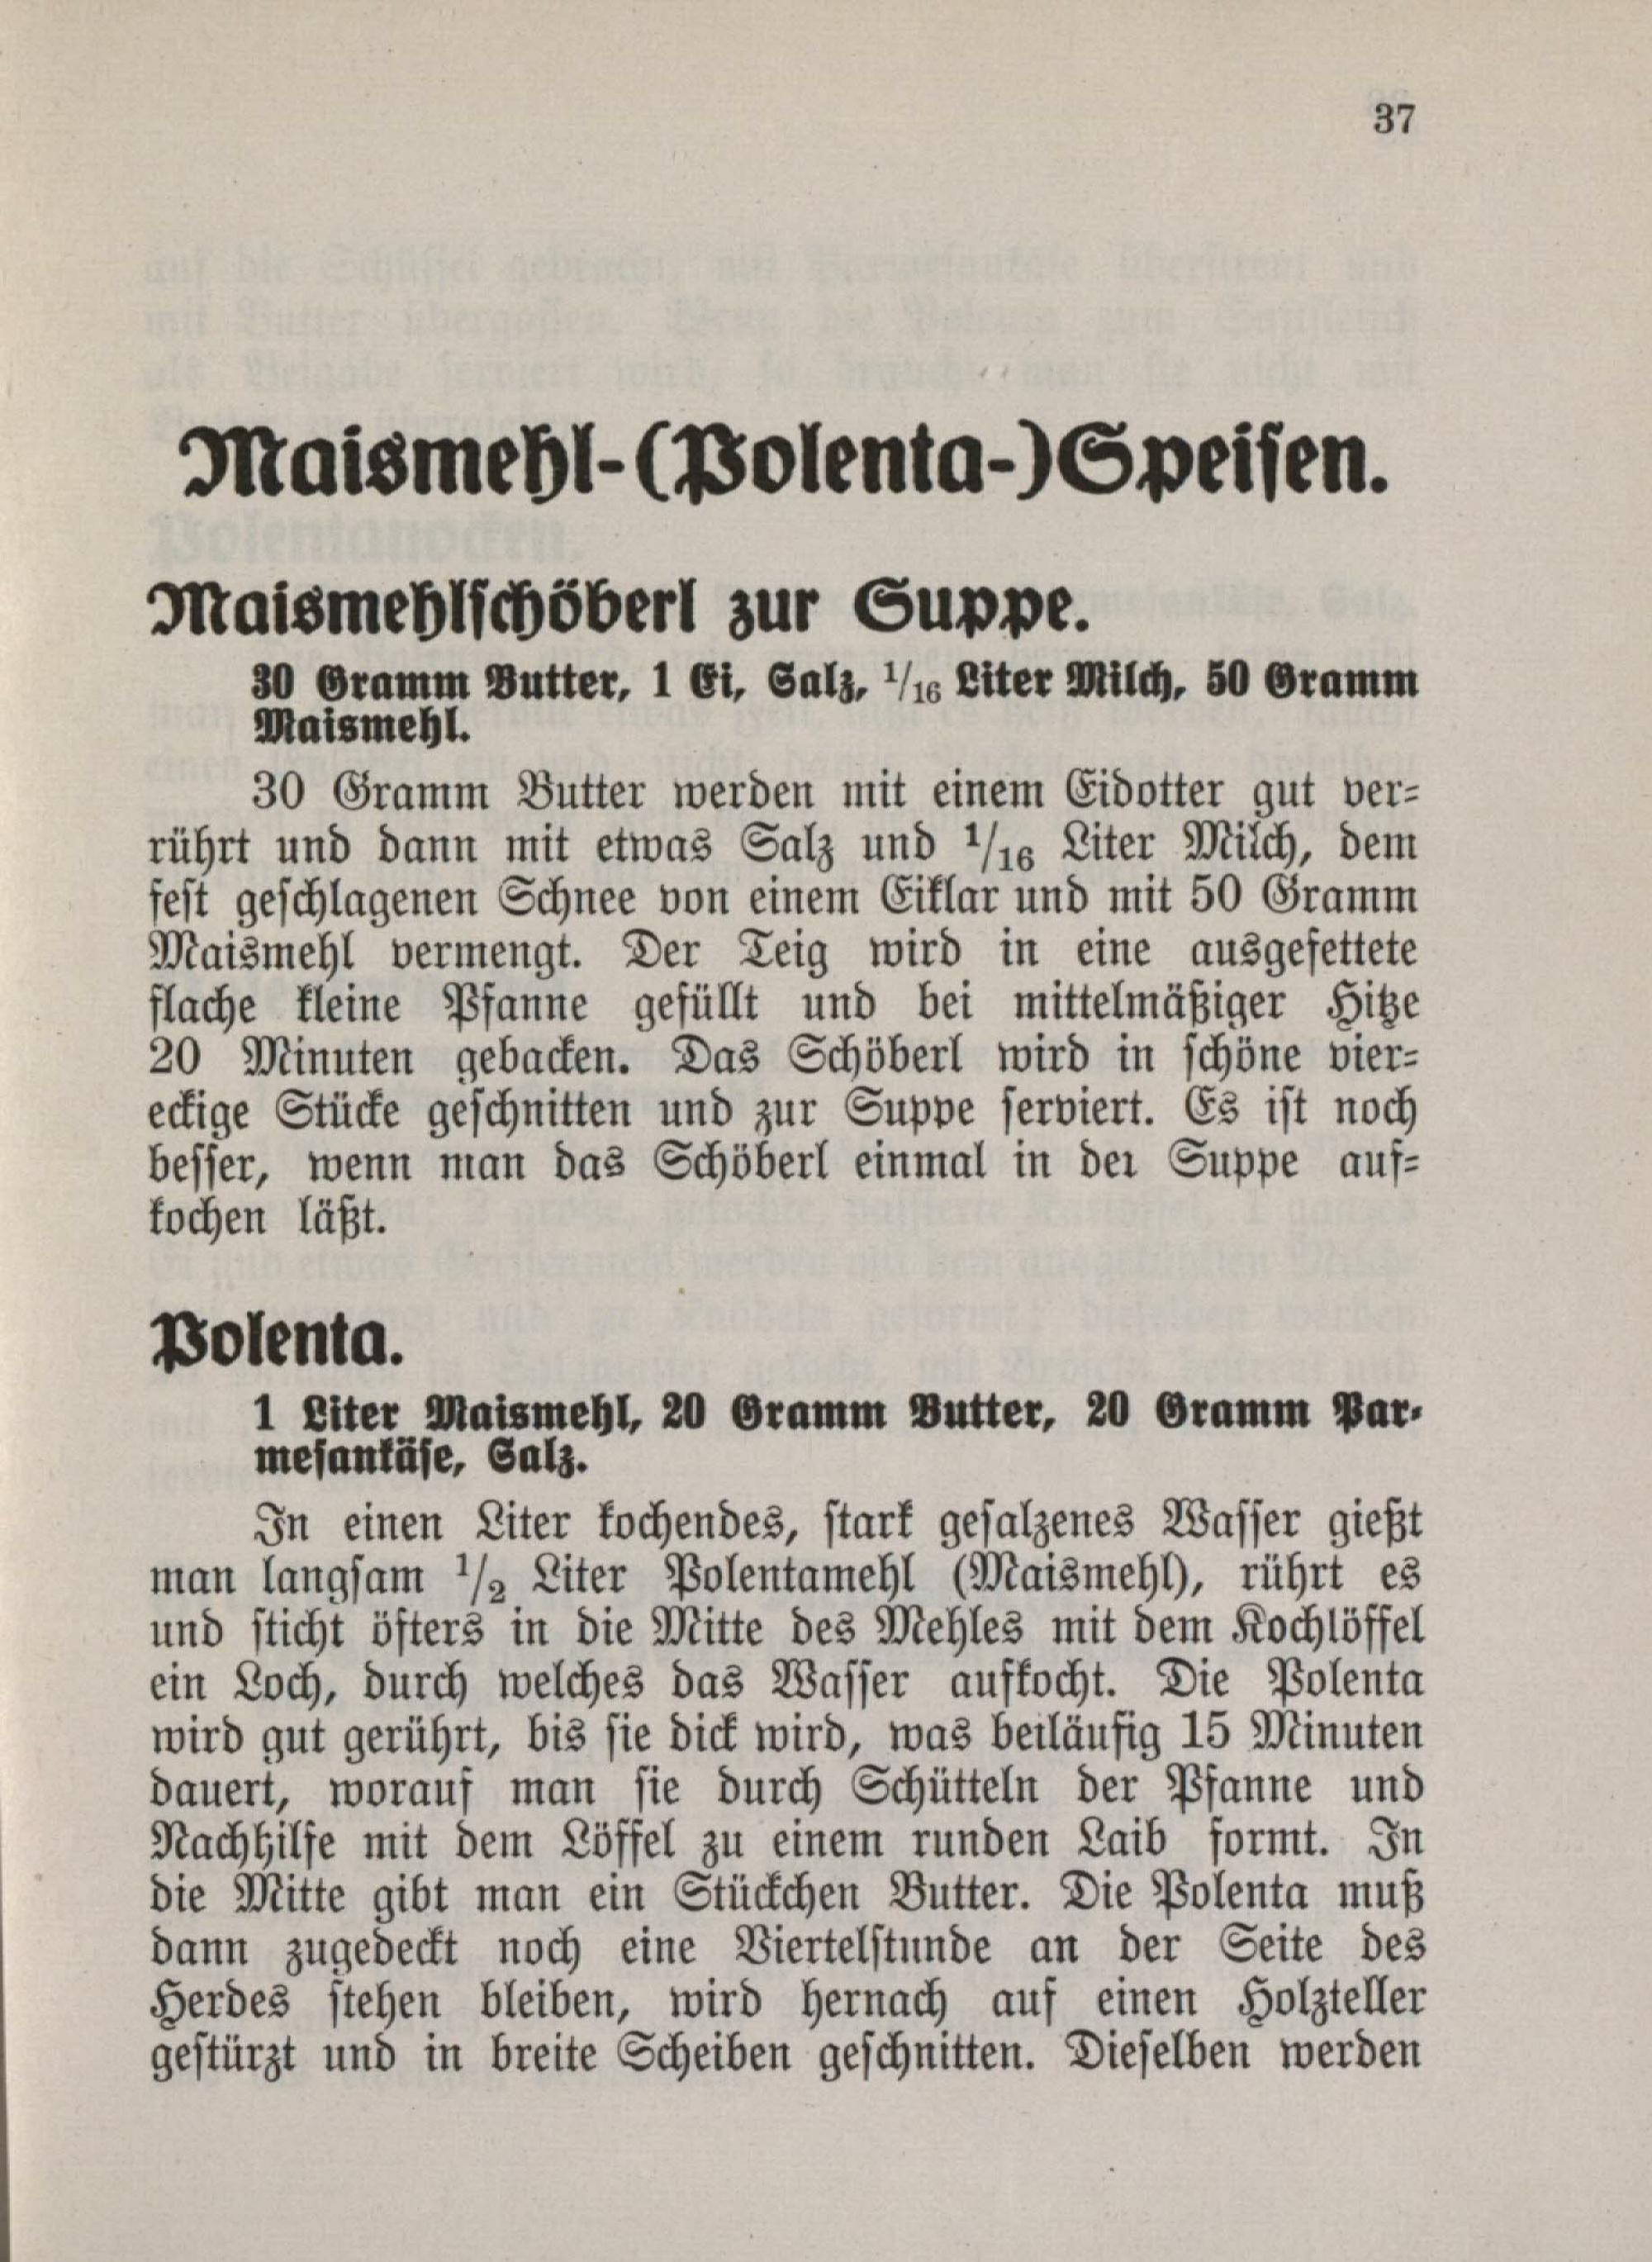 37
Maismehl-(Polenta-)Speisen.
Maismehlschöberl zur Suppe.
30 Gramm Butter, 1 Ei, Salz, 1/16 Liter Milch, 50 Gramm
Maismehl.
30 Gramm Butter werden mit einem Eidotter gut ver-
rührt und dann mit etwas Salz und 1/16 Liter Milch, dem
fest geschlagenen Schnee von einem Eiklar und mit 50 Gramm
Maismehl vermengt. Der Teig wird in eine ausgefettete
flache kleine Pfanne gefüllt und bei mittelmäßiger Hitze
20 Minuten gebacken. Das Schöberl wird in schöne vier-
eckige Stücke geschnitten und zur Suppe serviert. Es ist noch
besser, wenn man das Schöberl einmal in der Suppe auf-
kochen läßt.
Polenta.
1 Liter Maismehl, 20 Gramm Butter, 20 Gramm Par-
mesankäse, Salz.
In einen Liter kochendes, stark gesalzenes Wasser gießt
man langsam 1/2 Liter Polentamehl (Maismehl), rührt es
und sticht öfters in die Mitte des Mehles mit dem Kochlöffel
ein Loch, durch welches das Wasser aufkocht. Die Polenta
wird gut gerührt, bis sie dick wird, was beiläufig 15 Minuten
dauert, worauf man sie durch Schütteln der Pfanne und
Nachhilfe mit dem Löffel zu einem runden Laib formt. In
die Mitte gibt man ein Stückchen Butter. Die Polenta muß
dann zugedeckt noch eine Viertelstunde an der Seite des
Herdes stehen bleiben, wird hernach auf einen Holzteller
gestürzt und in breite Scheiben geschnitten. Dieselben werden